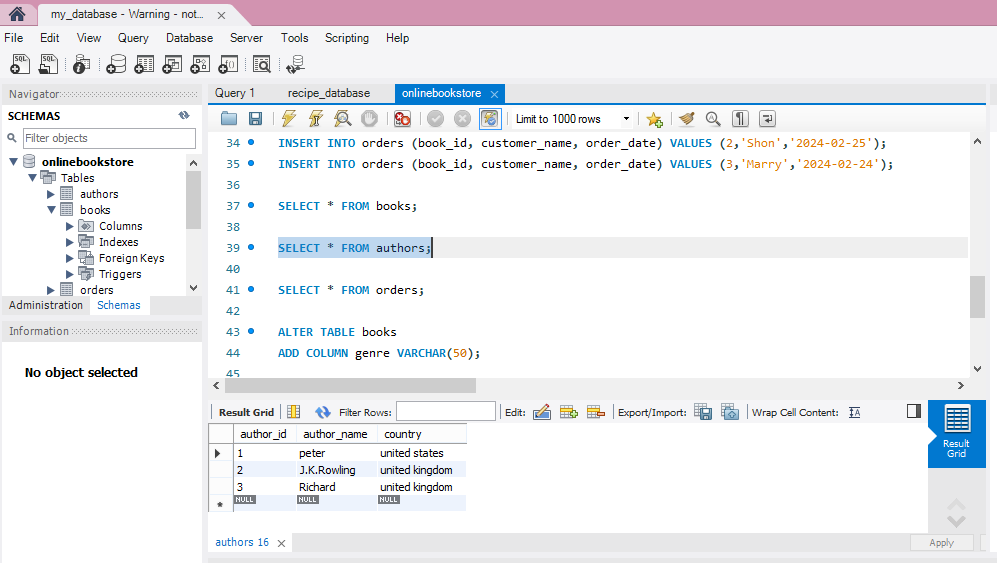 my_database - Warning - not...
File Edit View Query Database Server Tools Scripting Help
SQL SQL
Navigator
SCHEMAS
Filter objects
onlinebookstore
Tables
authors
books
Columns
Indexes
Foreign Keys
Triggers
orders
Administration Schemas
Information
No object selected
Query 1 recipe_database onlinebookstore
Limit to 1000 rows
34 INSERT INTO orders (book_id, customer_name, order_date) VALUES (2,'Shon','2024-02-25');
35 INSERT INTO orders (book_id, customer_name, order_date) VALUES (3,'Marry','2024-02-24');
36
37 SELECT * FROM books;
38
39 SELECT * FROM authors;
40
41 SELECT * FROM orders;
42
43 ALTER TABLE books
44 ADD COLUMN genre VARCHAR(50);
45
Result Grid Filter Rows: Edit: Export/Import: Wrap Cell Content: IA
author_id author_name country
1 peter united states
2 J.K.Rowling united kingdom
3 Richard united kingdom
NULL NULL NULL
Result
Grid
authors 16
Apply